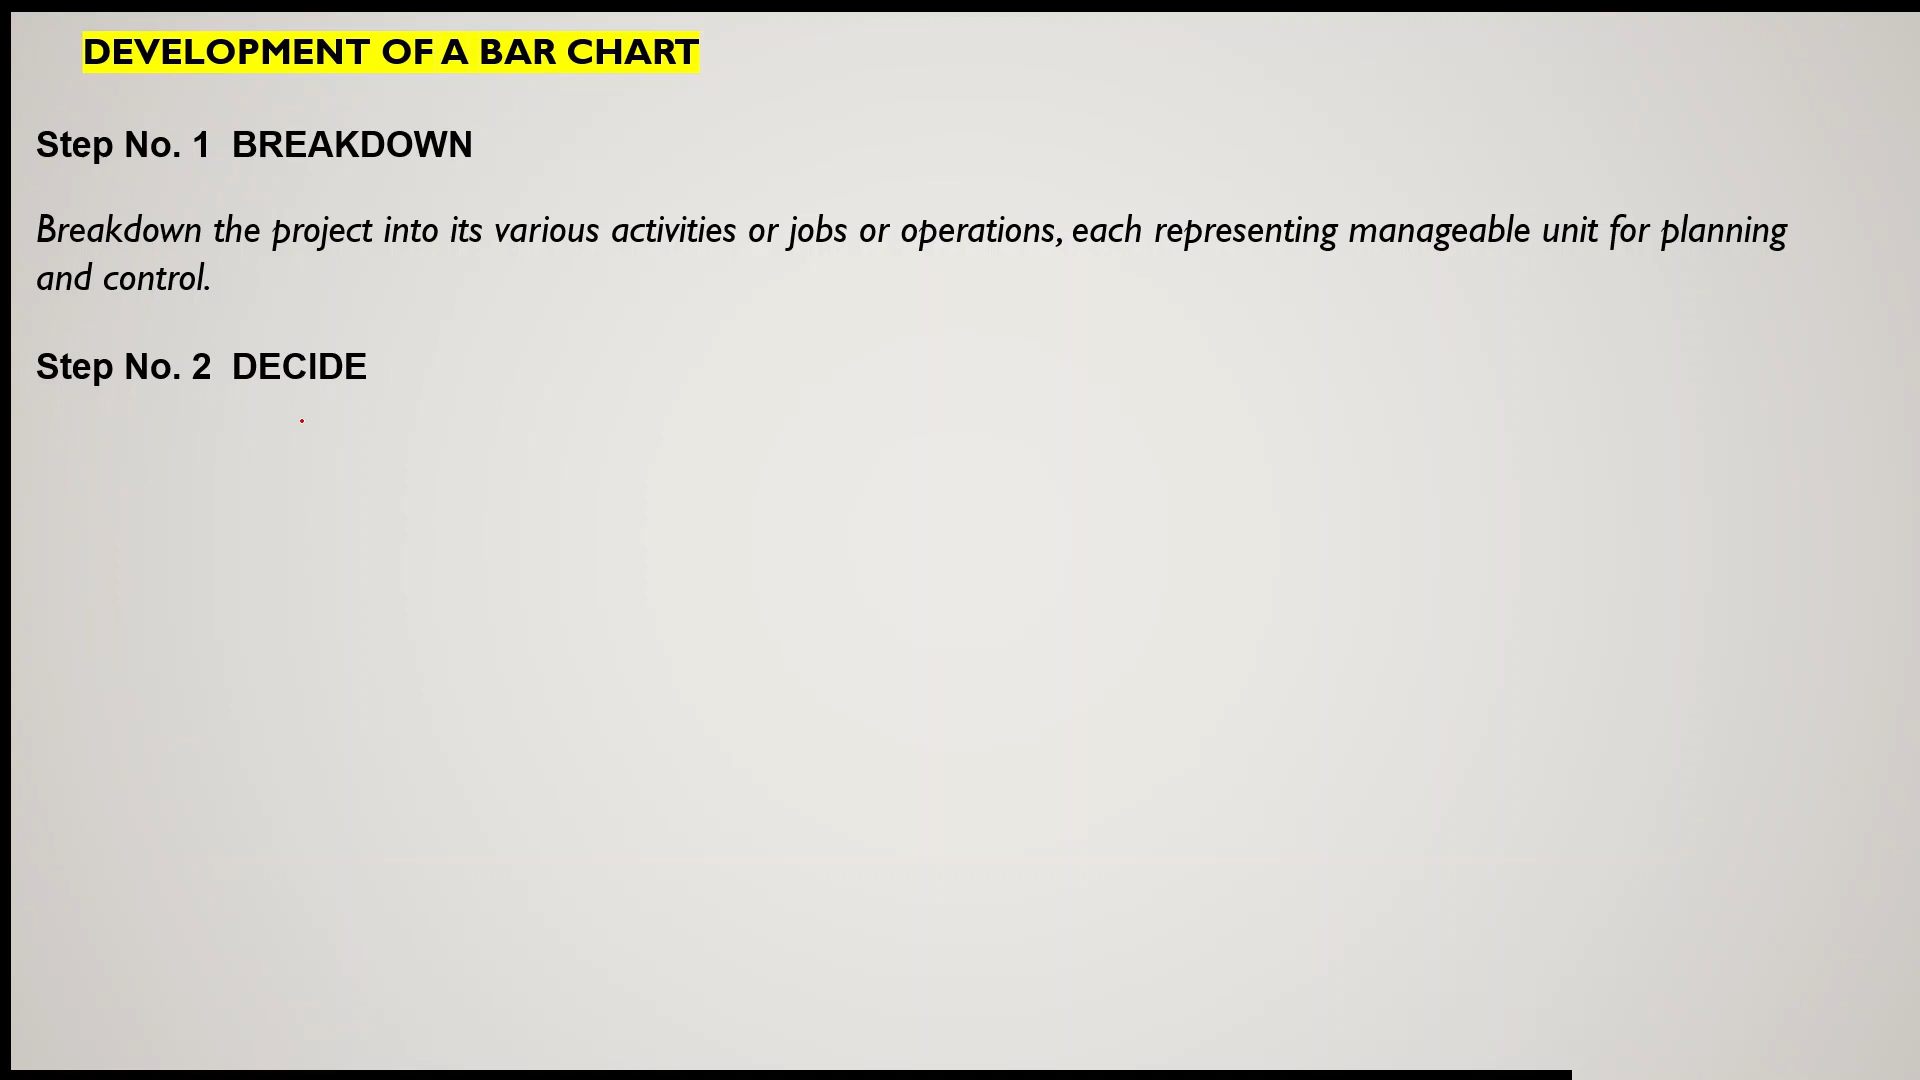 DEVELOPMENT OF A BAR CHART
Step No. 1 BREAKDOWN
Breakdown the project into its various activities or jobs or operations, each representing manageable unit for planning
and control.
Step No. 2 DECIDE